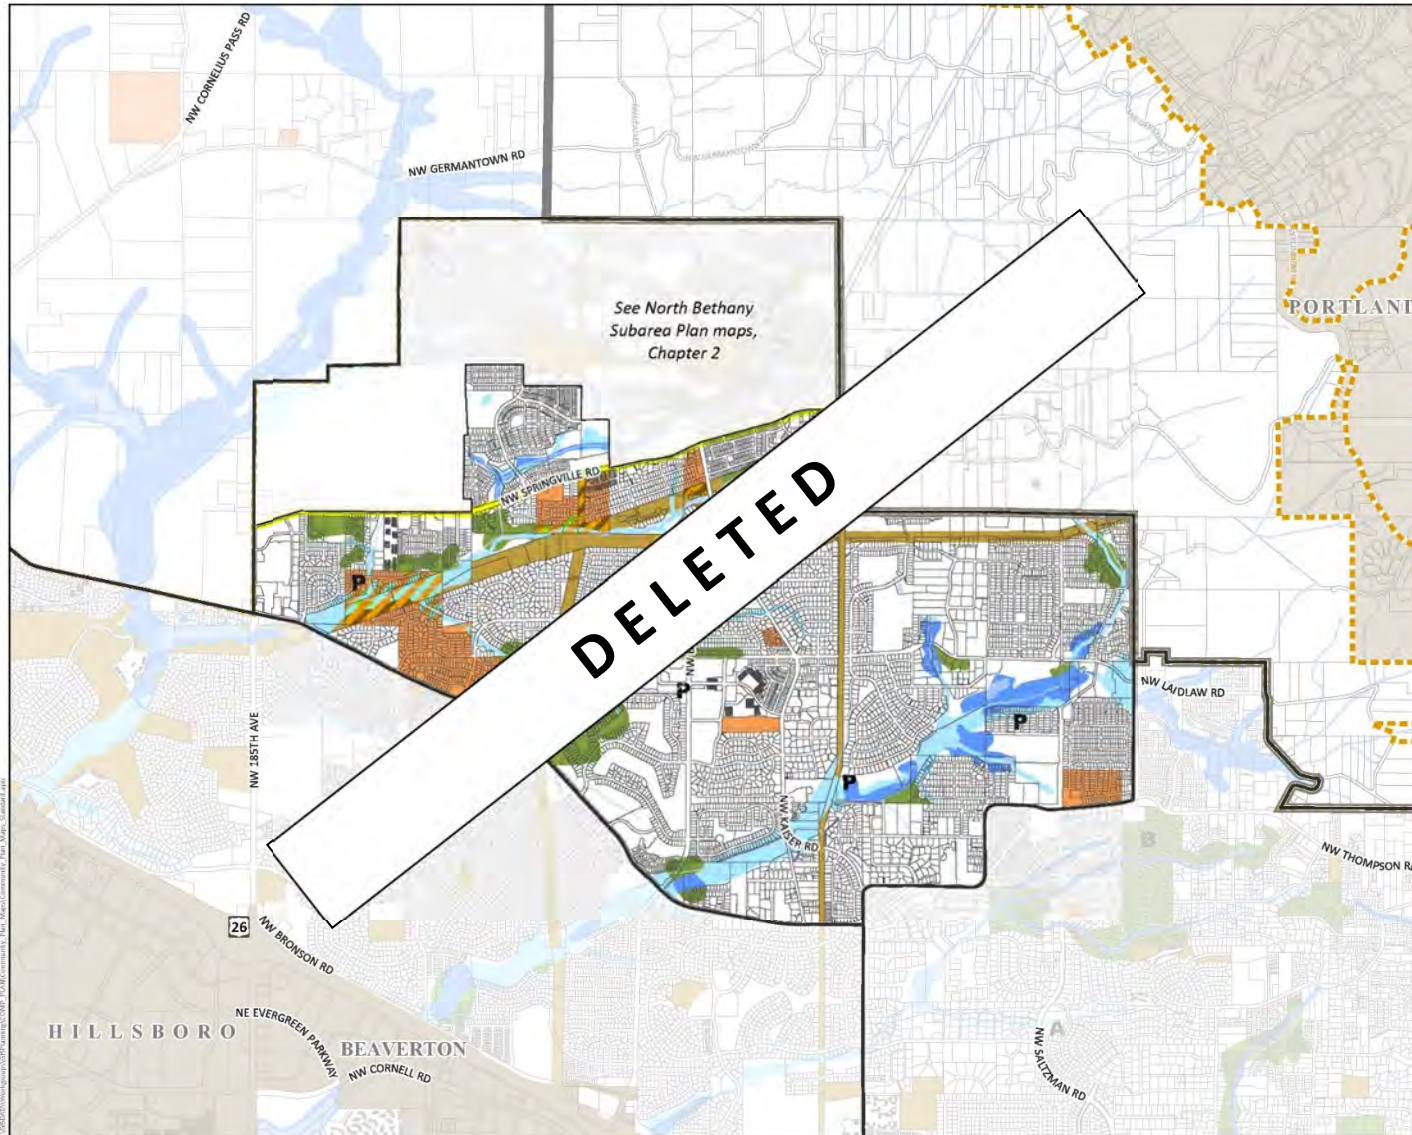 NW CORNELIUS PASS RD
NW GERMANTOWN RD
NW GERMANTOWN RD
See North Bethany
Subarea Plan maps,
Chapter 2
PORTLAND
NW SPRINGVILLE RD
DELETED
P
P
P
P
NW LAIDLAW RD
NW 185TH AVE
NW KAISER RD
B
NW THOMPSON R
26
NW BRONSON RD
HILLSBORO
NE EVERGREEN PARKWAY
BEAVERTON
NW CORNELL RD
A
NW SALTZMAN RD